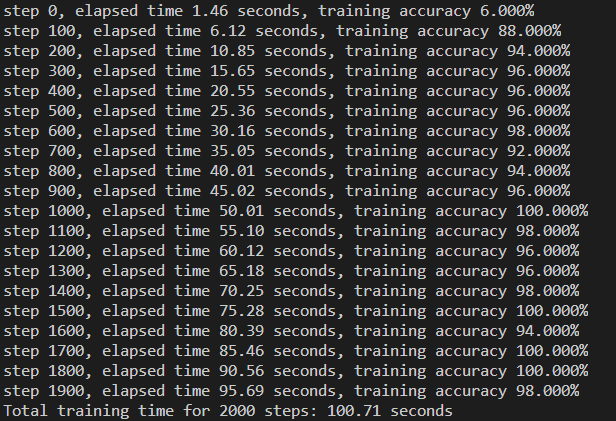 step 0, elapsed time 1.46 seconds, training accuracy 6.000%
step 100, elapsed time 6.12 seconds, training accuracy 88.000%
step 200, elapsed time 10.85 seconds, training accuracy 94.000%
step 300, elapsed time 15.65 seconds, training accuracy 96.000%
step 400, elapsed time 20.55 seconds, training accuracy 96.000%
step 500, elapsed time 25.36 seconds, training accuracy 96.000%
step 600, elapsed time 30.16 seconds, training accuracy 98.000%
step 700, elapsed time 35.05 seconds, training accuracy 92.000%
step 800, elapsed time 40.01 seconds, training accuracy 94.000%
step 900, elapsed time 45.02 seconds, training accuracy 96.000%
step 1000, elapsed time 50.01 seconds, training accuracy 100.000%
step 1100, elapsed time 55.10 seconds, training accuracy 98.000%
step 1200, elapsed time 60.12 seconds, training accuracy 96.000%
step 1300, elapsed time 65.18 seconds, training accuracy 96.000%
step 1400, elapsed time 70.25 seconds, training accuracy 98.000%
step 1500, elapsed time 75.28 seconds, training accuracy 100.000%
step 1600, elapsed time 80.39 seconds, training accuracy 94.000%
step 1700, elapsed time 85.46 seconds, training accuracy 100.000%
step 1800, elapsed time 90.56 seconds, training accuracy 100.000%
step 1900, elapsed time 95.69 seconds, training accuracy 98.000%
Total training time for 2000 steps: 100.71 seconds